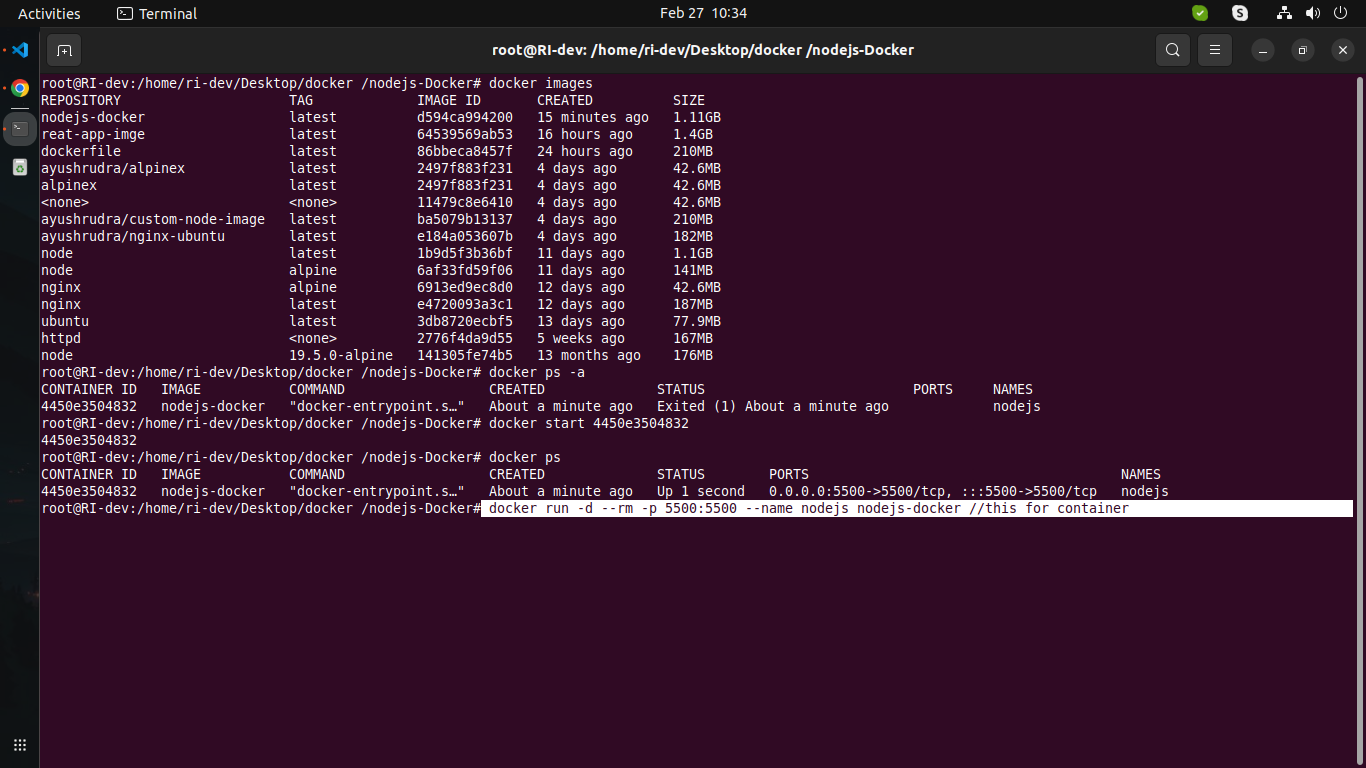 Activities Terminal Feb 27 10:34 S
root@RI-dev: /home/ri-dev/Desktop/docker /nodejs-Docker
root@RI-dev:/home/ri-dev/Desktop/docker /nodejs-Docker# docker images
REPOSITORY TAG IMAGE ID CREATED SIZE
nodejs-docker latest d594ca994200 15 minutes ago 1.11GB
reat-app-imge latest 64539569ab53 16 hours ago 1.4GB
dockerfile latest 86bbeca8457f 24 hours ago 210MB
ayushrudra/alpinex latest 2497f883f231 4 days ago 42.6MB
alpinex latest 2497f883f231 4 days ago 42.6MB
<none> <none> 11479c8e6410 4 days ago 42.6MB
ayushrudra/custom-node-image latest ba5079b13137 4 days ago 210MB
ayushrudra/nginx-ubuntu latest e184a053607b 4 days ago 182MB
node latest 1b9d5f3b36bf 11 days ago 1.1GB
node alpine 6af33fd59f06 11 days ago 141MB
nginx alpine 6913ed9ec8d0 12 days ago 42.6MB
nginx latest e4720093a3c1 12 days ago 187MB
ubuntu latest 3db8720ecbf5 13 days ago 77.9MB
httpd <none> 2776f4da9d55 5 weeks ago 167MB
node 19.5.0-alpine 141305fe74b5 13 months ago 176MB
root@RI-dev:/home/ri-dev/Desktop/docker /nodejs-Docker# docker ps -a
CONTAINER ID IMAGE COMMAND CREATED STATUS PORTS NAMES
4450e3504832 nodejs-docker "docker-entrypoint.s…" About a minute ago Exited (1) About a minute ago nodejs
root@RI-dev:/home/ri-dev/Desktop/docker /nodejs-Docker# docker start 4450e3504832
4450e3504832
root@RI-dev:/home/ri-dev/Desktop/docker /nodejs-Docker# docker ps
CONTAINER ID IMAGE COMMAND CREATED STATUS PORTS NAMES
4450e3504832 nodejs-docker "docker-entrypoint.s…" About a minute ago Up 1 second 0.0.0.0:5500->5500/tcp, :::5500->5500/tcp nodejs
root@RI-dev:/home/ri-dev/Desktop/docker /nodejs-Docker# docker run -d --rm -p 5500:5500 --name nodejs nodejs-docker //this for container